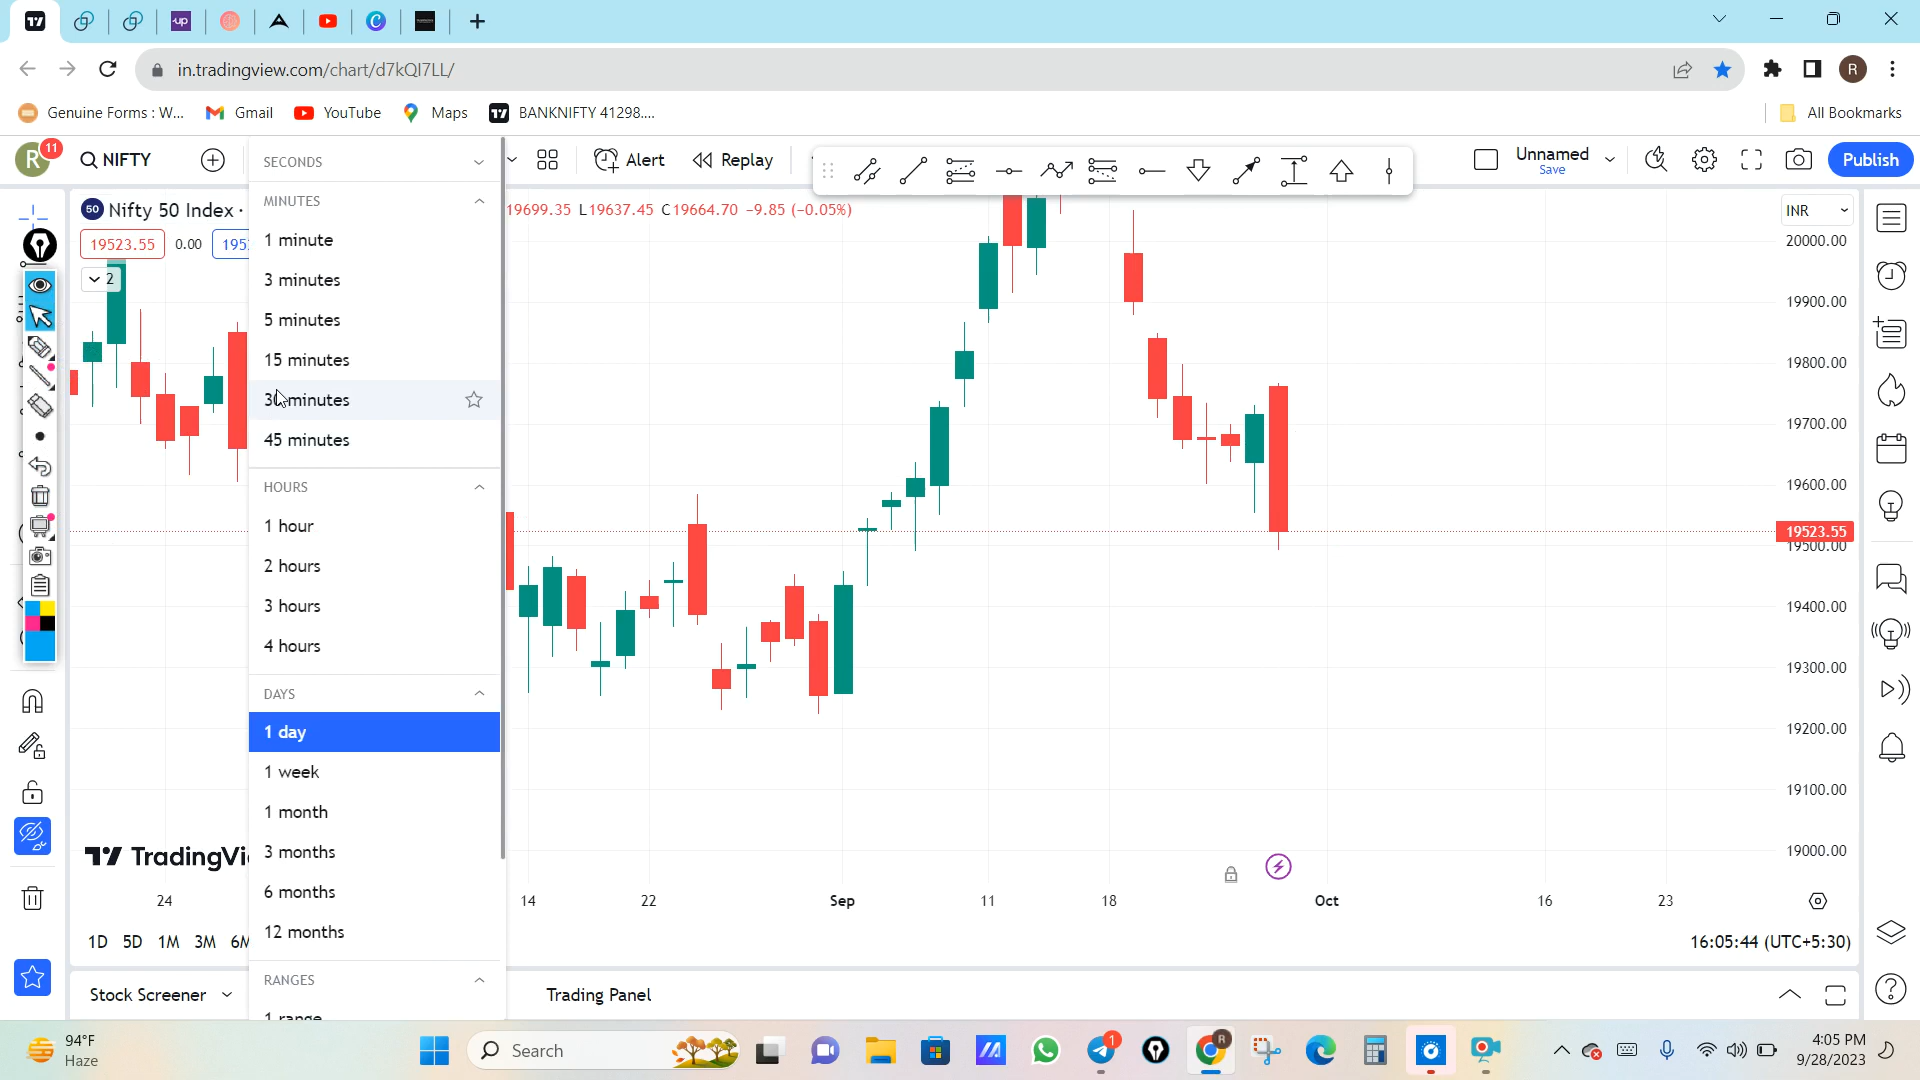 up
in.tradingview.com/chart/d7kQI7LL/
R
Genuine Forms : W...
Gmail
YouTube
Maps
BANKNIFTY 41298....
All Bookmarks
R
11
NIFTY
Alert
Replay
Unnamed
Save
Publish
50
Nifty 50 Index ·
19699.35 L19637.45 C19664.70 -9.85 (-0.05%)
INR
19523.55
0.00
195
2
SECONDS
MINUTES
1 minute
3 minutes
5 minutes
15 minutes
30 minutes
45 minutes
HOURS
1 hour
2 hours
3 hours
4 hours
DAYS
1 day
1 week
1 month
3 months
6 months
12 months
RANGES
1 range
20000.00
19900.00
19800.00
19700.00
19600.00
19523.55
19500.00
19400.00
19300.00
19200.00
19100.00
19000.00
TradingVi
24
14
22
Sep
11
18
Oct
16
23
1D 5D 1M 3M 6M
16:05:44 (UTC+5:30)
Stock Screener
Trading Panel
94°F
Haze
Search
1
R
4:05 PM
9/28/2023